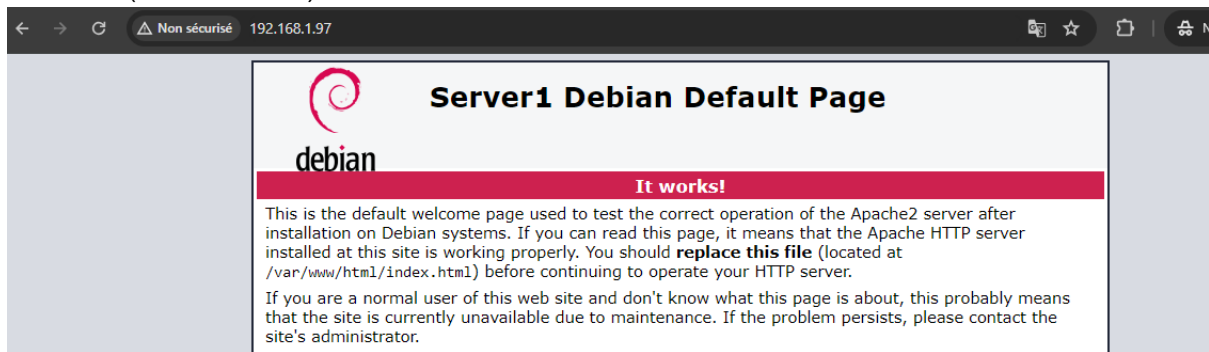 Non sécurisé 192.168.1.97
Server1 Debian Default Page
debian
It works!
This is the default welcome page used to test the correct operation of the Apache2 server after
installation on Debian systems. If you can read this page, it means that the Apache HTTP server
installed at this site is working properly. You should replace this file (located at
/var/www/html/index.html) before continuing to operate your HTTP server.
If you are a normal user of this web site and don't know what this page is about, this probably means
that the site is currently unavailable due to maintenance. If the problem persists, please contact the
site's administrator.